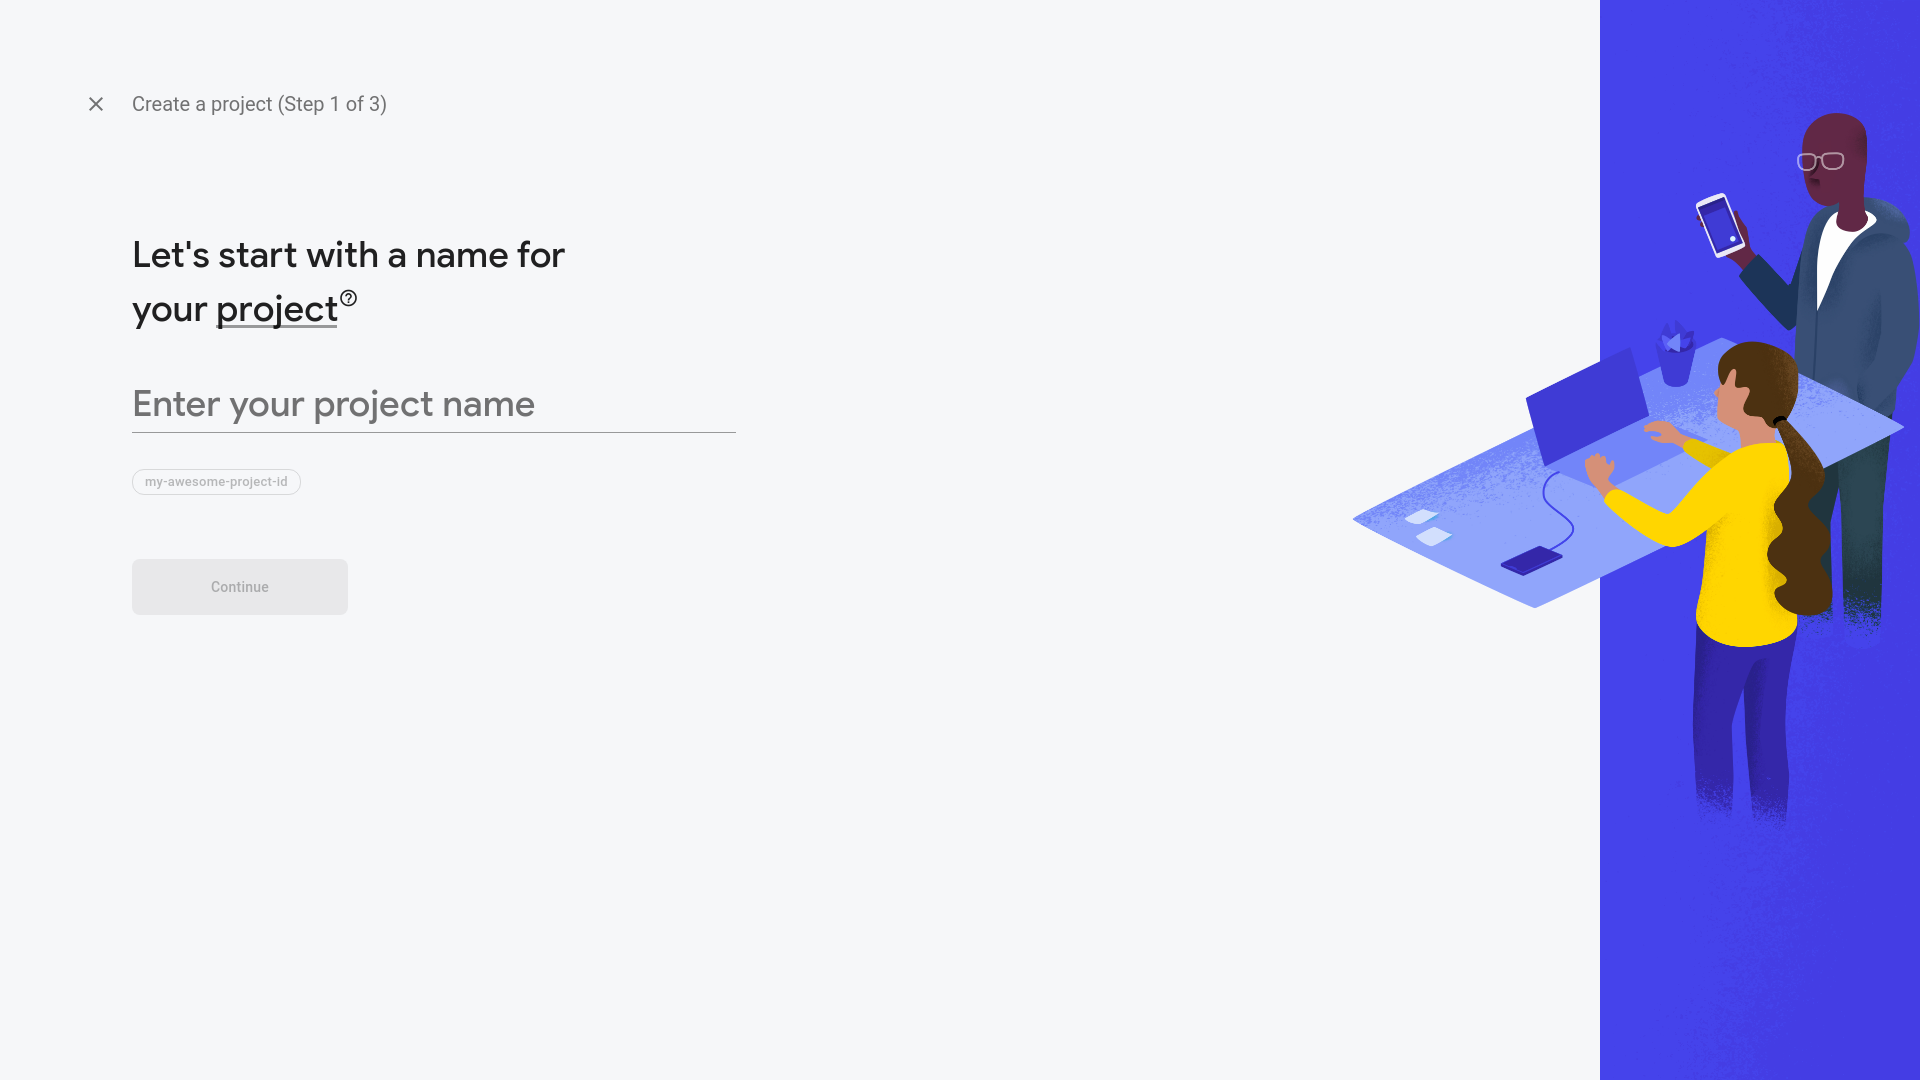 Create a project (Step 1 of 3)
Let's start with a name for
your project
Enter your project name
my-awesome-project-id
Continue